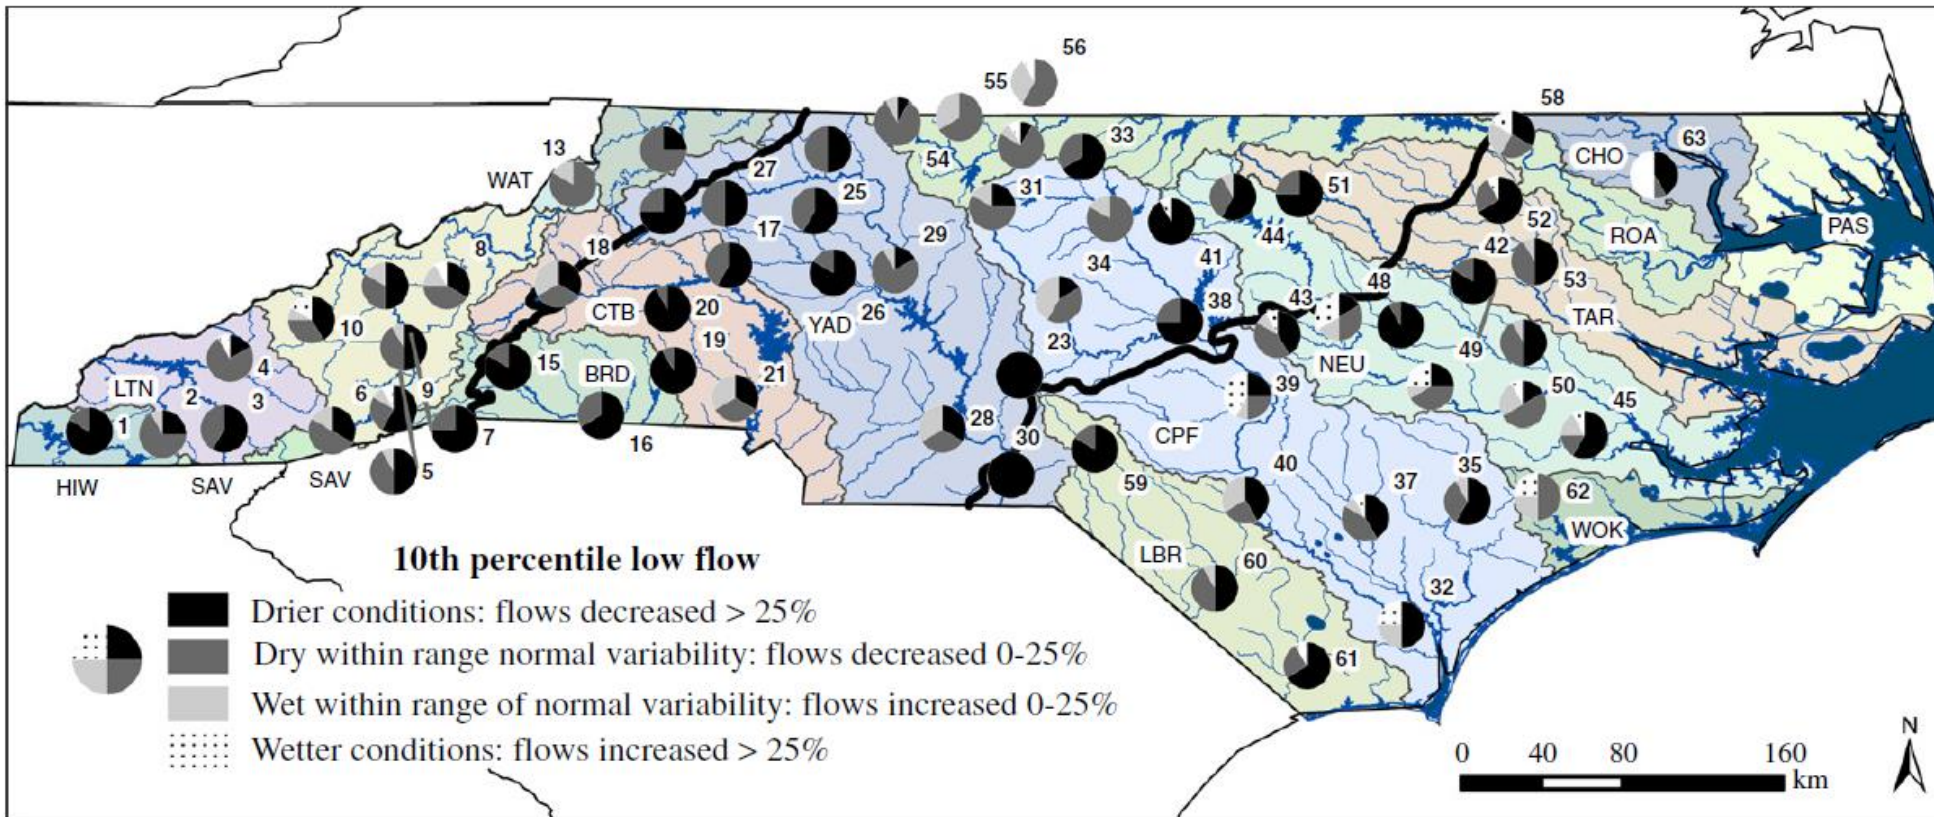 56
55
58
13
33
63
CHO
54
WAT
27
31
51
25
52
8
17
44
ROA
PAS
18
29
42
34
41
48
53
10
CTB
20
YAD
26
38
43
TAR
4
15
BRD
19
23
NEU
49
LTN
2
3
6
9
21
39
50
45
1
7
16
28
30
CPF
HIW
SAV
SAV
5
59
40
37
35
62
WOK
LBR
60
32
61
10th percentile low flow
Drier conditions: flows decreased > 25%
Dry within range normal variability: flows decreased 0-25%
Wet within range of normal variability: flows increased 0-25%
Wetter conditions: flows increased > 25%
N
0 40 80 160
km